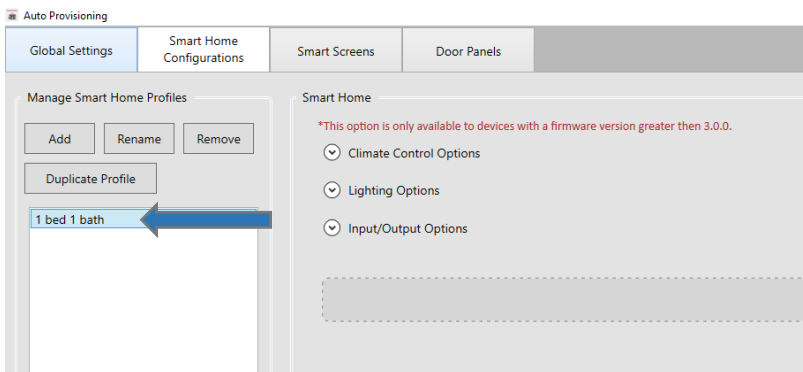 Auto Provisioning
Global Settings
Smart Home
Configurations
Smart Screens
Door Panels
Manage Smart Home Profiles
Add
Rename
Remove
Duplicate Profile
1 bed 1 bath
Smart Home
*This option is only available to devices with a firmware version greater then 3.0.0.
Climate Control Options
Lighting Options
Input/Output Options